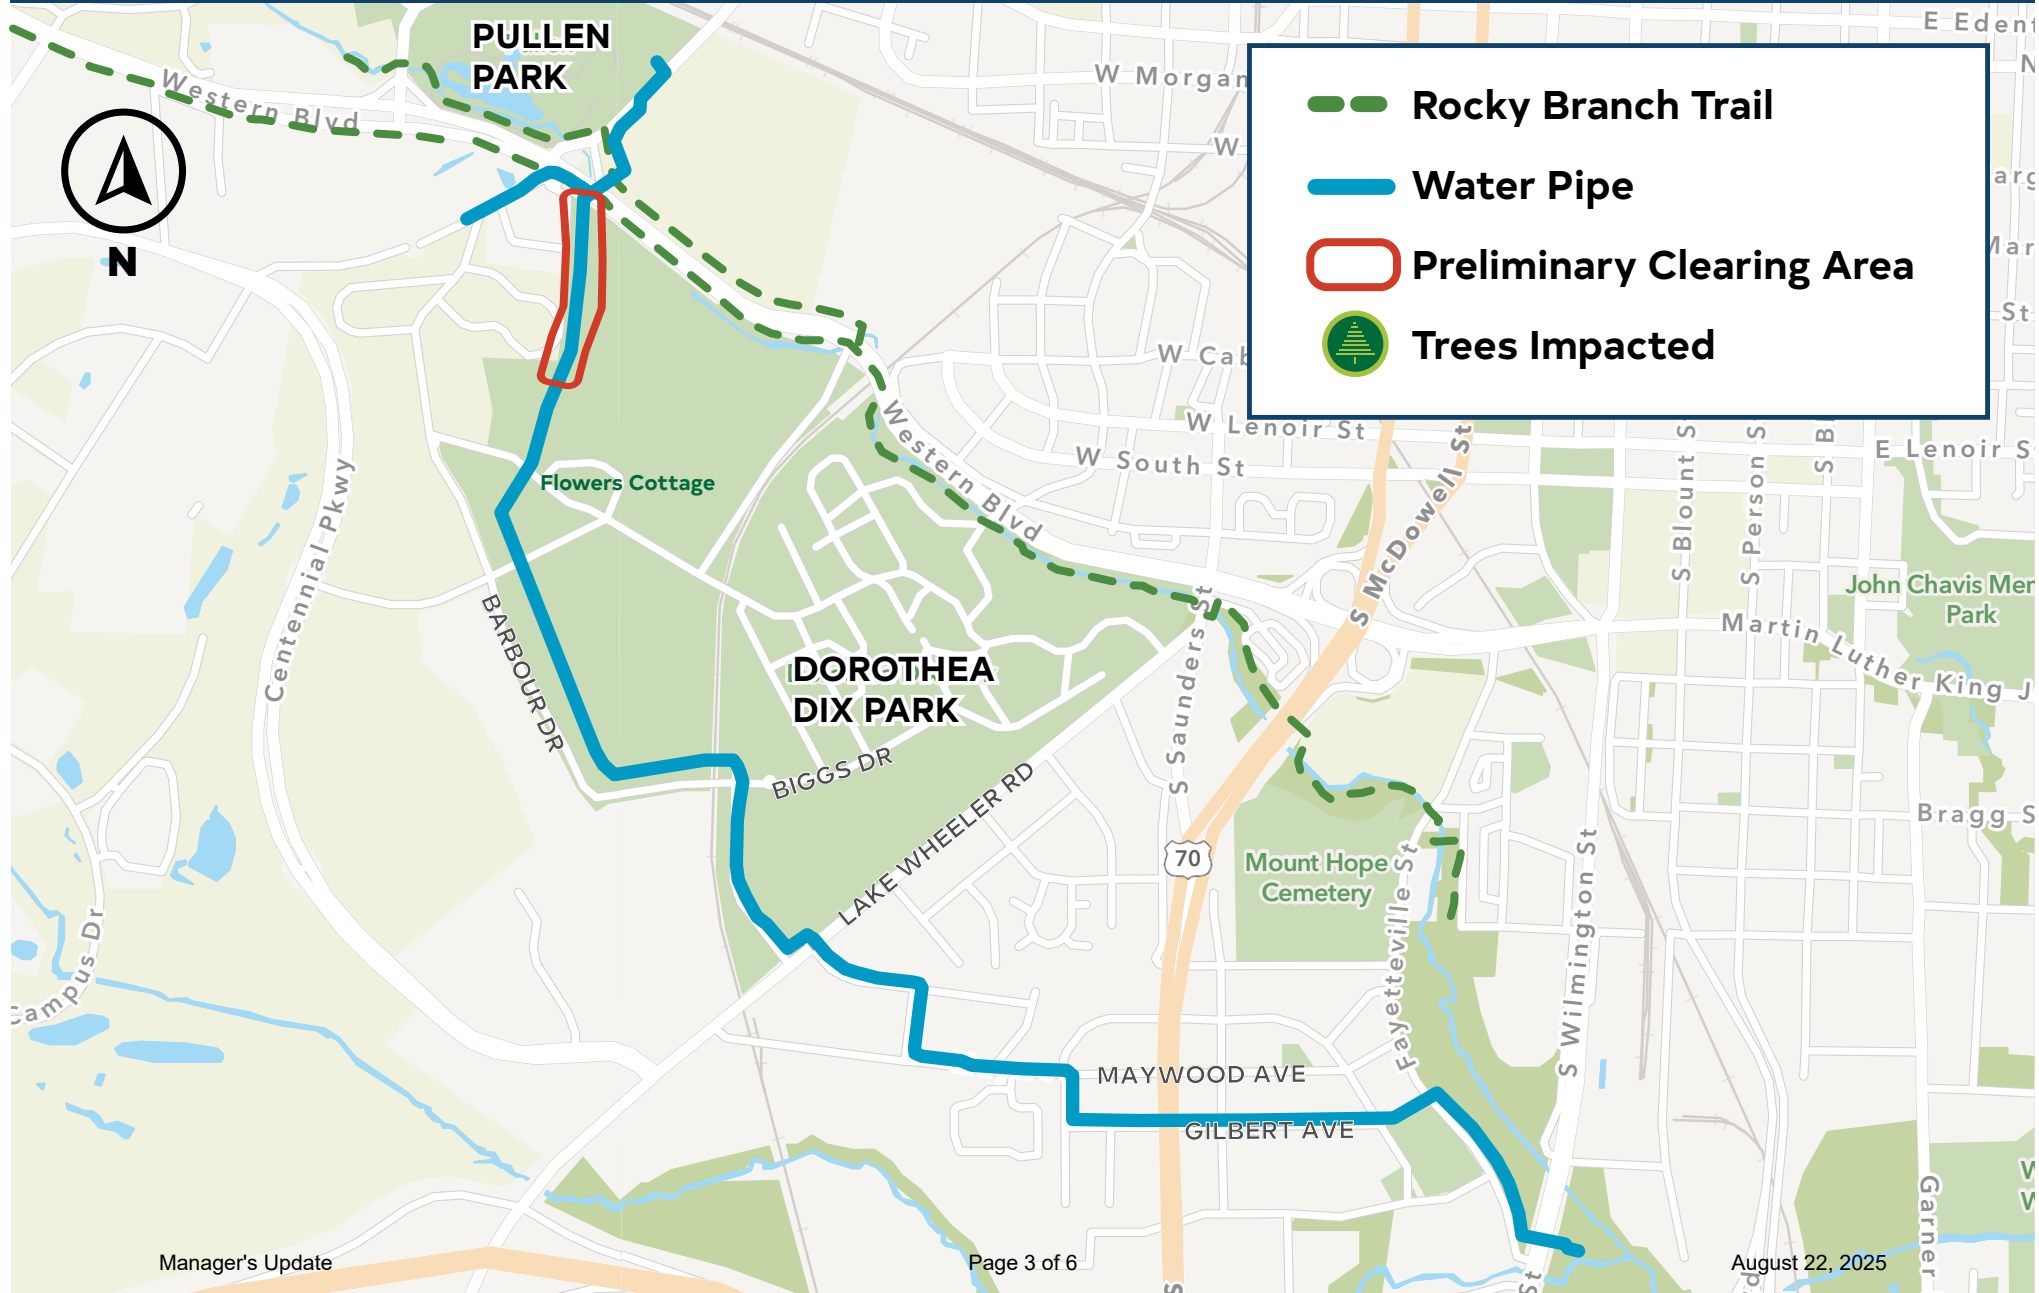 PULLEN
PARK
Western Blvd
N
Rocky Branch Trail
Water Pipe
Preliminary Clearing Area
Trees Impacted
E Eden
W Morgan
W
W Cab
W Lenoir St
W South St
E Lenoir S
S McDowell St
S Blount S
S Person S
S B
Centennial Pkwy
Flowers Cottage
Western Blvd
BARBOUR DR
DOROTHEA
DIX PARK
BIGGS DR
LAKE WHEELER RD
S Saunders St
John Chavis Mem
Park
Martin Luther King J
70
Mount Hope
Cemetery
Fayetteville St
S Wilmington St
Bragg S
Campus Dr
MAYWOOD AVE
GILBERT AVE
Garner
Manager's Update
Page 3 of 6
August 22, 2025